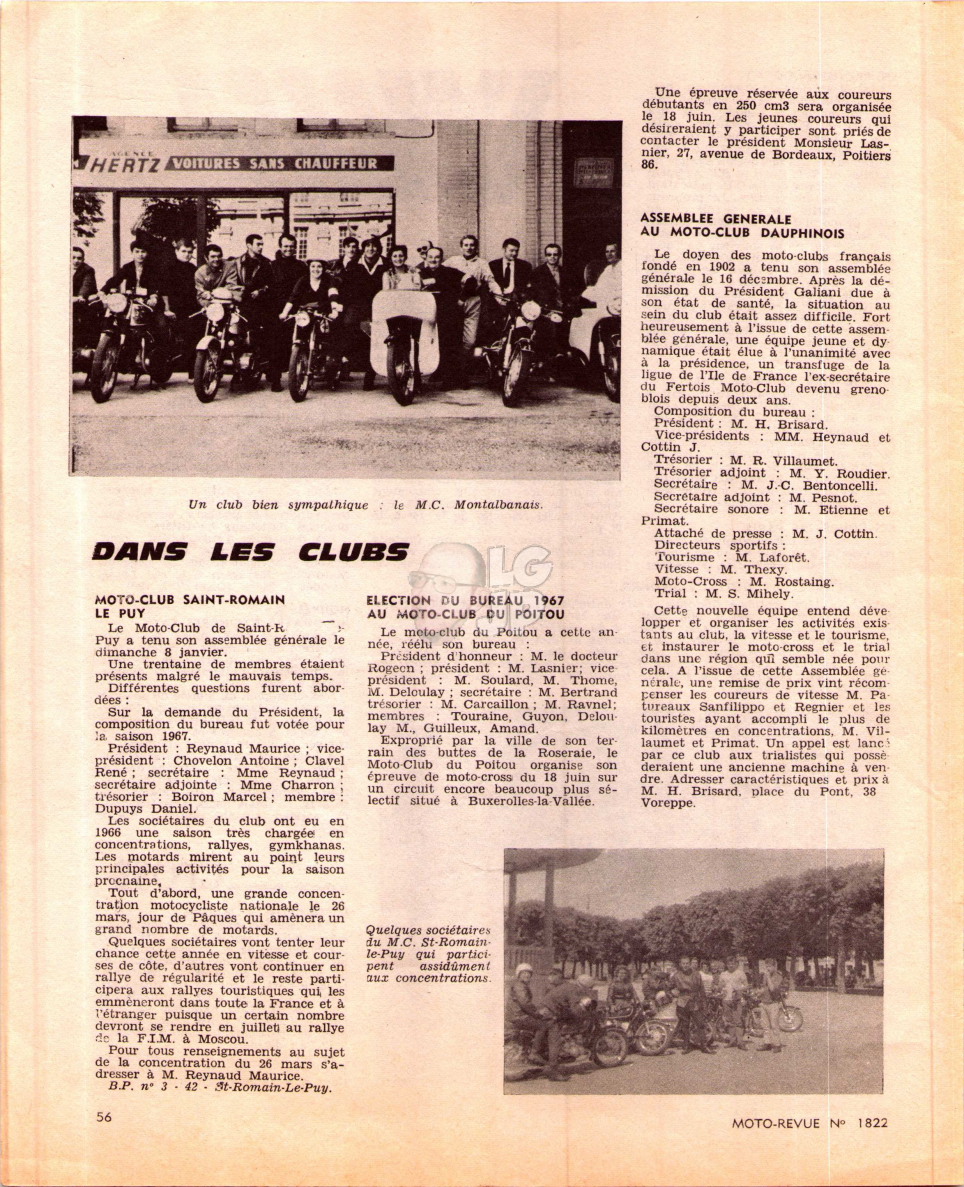 AGENCE
HERTZ VOITURES SANS CHAUFFEUR
Un club bien sympathique : le M.C. Montalbanais.
DANS LES CLUBS
LG
MOTO-CLUB SAINT-ROMAIN
LE PUY
Le Moto-Club de Saint-R
Puy a tenu son assemblée générale le
dimanche 8 janvier.
Une trentaine de membres étaient
présents malgré le mauvais temps.
Différentes questions furent abor-
dées :
Sur la demande du Président, la
composition du bureau fut votée pour
la saison 1967.
Président : Reynaud Maurice ; vice-
président : Chovelon Antoine ; Clavel
René ; secrétaire : Mme Reynaud ;
secrétaire adjointe : Mme Charron ;
trésorier : Boiron Marcel ; membre :
Dupuys Daniel.
Les sociétaires du club ont eu en
1966 une saison très chargée en
concentrations, rallyes, gymkhanas.
Les motards mirent au point leurs
principales activités pour la saison
prochaine.
Tout d'abord, une grande concen-
tration motocycliste nationale le 26
mars, jour de Pâques qui amènera un
grand nombre de motards.
Quelques sociétaires vont tenter leur
chance cette année en vitesse et cour-
ses de côte, d'autres vont continuer en
rallye de régularité et le reste parti-
cipera aux rallyes touristiques qui, les
emmèneront dans toute la France et à
l'étranger puisque un certain nombre
devront se rendre en juillet au rallye
de la F.I.M. à Moscou.
Pour tous renseignements au sujet
de la concentration du 26 mars s'a-
dresser à M. Reynaud Maurice.
B.P. n° 3 - 42 - St-Romain-Le-Puy.
ELECTION DU BUREAU 1967
AU MOTO-CLUB DU POITOU
Le moto-club du Poitou a cette an-
née, réélu son bureau :
Président d'honneur : M. le docteur
Rogeon ; président : M. Lasnier ; vice
président : M. Soulard, M. Thome,
M. Deloulay ; secrétaire : M. Bertrand
trésorier : M. Carcaillon ; M. Ravnel ;
membres : Touraine, Guyon, Delou-
lay M., Guilleux, Amand.
Exproprié par la ville de son ter-
rain des buttes de la Roseraie, le
Moto-Club du Poitou organise son
épreuve de moto-cross du 18 juin sur
un circuit encore beaucoup plus sé-
lectif situé à Buxerolles-la-Vallée.
Quelques sociétaires
du M.C. St-Romain-
le-Puy qui partici-
pent assidûment
aux concentrations.
Une épreuve réservée aux coureurs
débutants en 250 cm3 sera organisée
le 18 juin. Les jeunes coureurs qui
désireraient y participer sont priés de
contacter le président Monsieur Las-
nier, 27, avenue de Bordeaux, Poitiers
86.
ASSEMBLEE GENERALE
AU MOTO-CLUB DAUPHINOIS
Le doyen des moto-clubs français
fondé en 1902 a tenu son assemblée
générale le 16 décembre. Après la dé-
mission du Président Galiani due à
son état de santé, la situation au
sein du club était assez difficile. Fort
heureusement à l'issue de cette assem-
blée générale, une équipe jeune et dy
namique était élue à l'unanimité avec
à la présidence, un transfuge de la
ligue de l'Ile de France l'ex-secrétaire
du Fertois Moto-Club devenu greno-
blois depuis deux ans.
Composition du bureau :
Président : M. H. Brisard.
Vice-présidents : MM. Heynaud et
Cottin J.
Trésorier : M. R. Villaumet.
Trésorier adjoint : M. Y. Roudier.
Secrétaire : M. J.-C. Bentoncelli.
Secrétaire adjoint : M. Pesnot.
Secrétaire sonore : M. Etienne et
Primat.
Attaché de presse : M. J. Cottin.
Directeurs sportifs :
Tourisme : M. Laforêt.
Vitesse : M. Thexy.
Moto-Cross : M. Rostaing.
Trial : M. S. Mihely.
Cette nouvelle équipe entend déve-
lopper et organiser les activités exis-
tants au club, la vitesse et le tourisme,
et instaurer le moto-cross et le trial
dans une région qui semble née pour
cela. A l'issue de cette Assemblée gé-
nérale, une remise de prix vint récom-
penser les coureurs de vitesse M. Pa-
tureaux Sanfilippo et Regnier et les
touristes ayant accompli le plus de
kilomètres en concentrations, M. Vil-
laumet et Primat. Un appel est lancé
par ce club aux trialistes qui possè-
deraient une ancienne machine à ven-
dre. Adresser caractéristiques et prix à
M. H. Brisard, place du Pont, 38
Voreppe.
56
MOTO-REVUE N° 1822